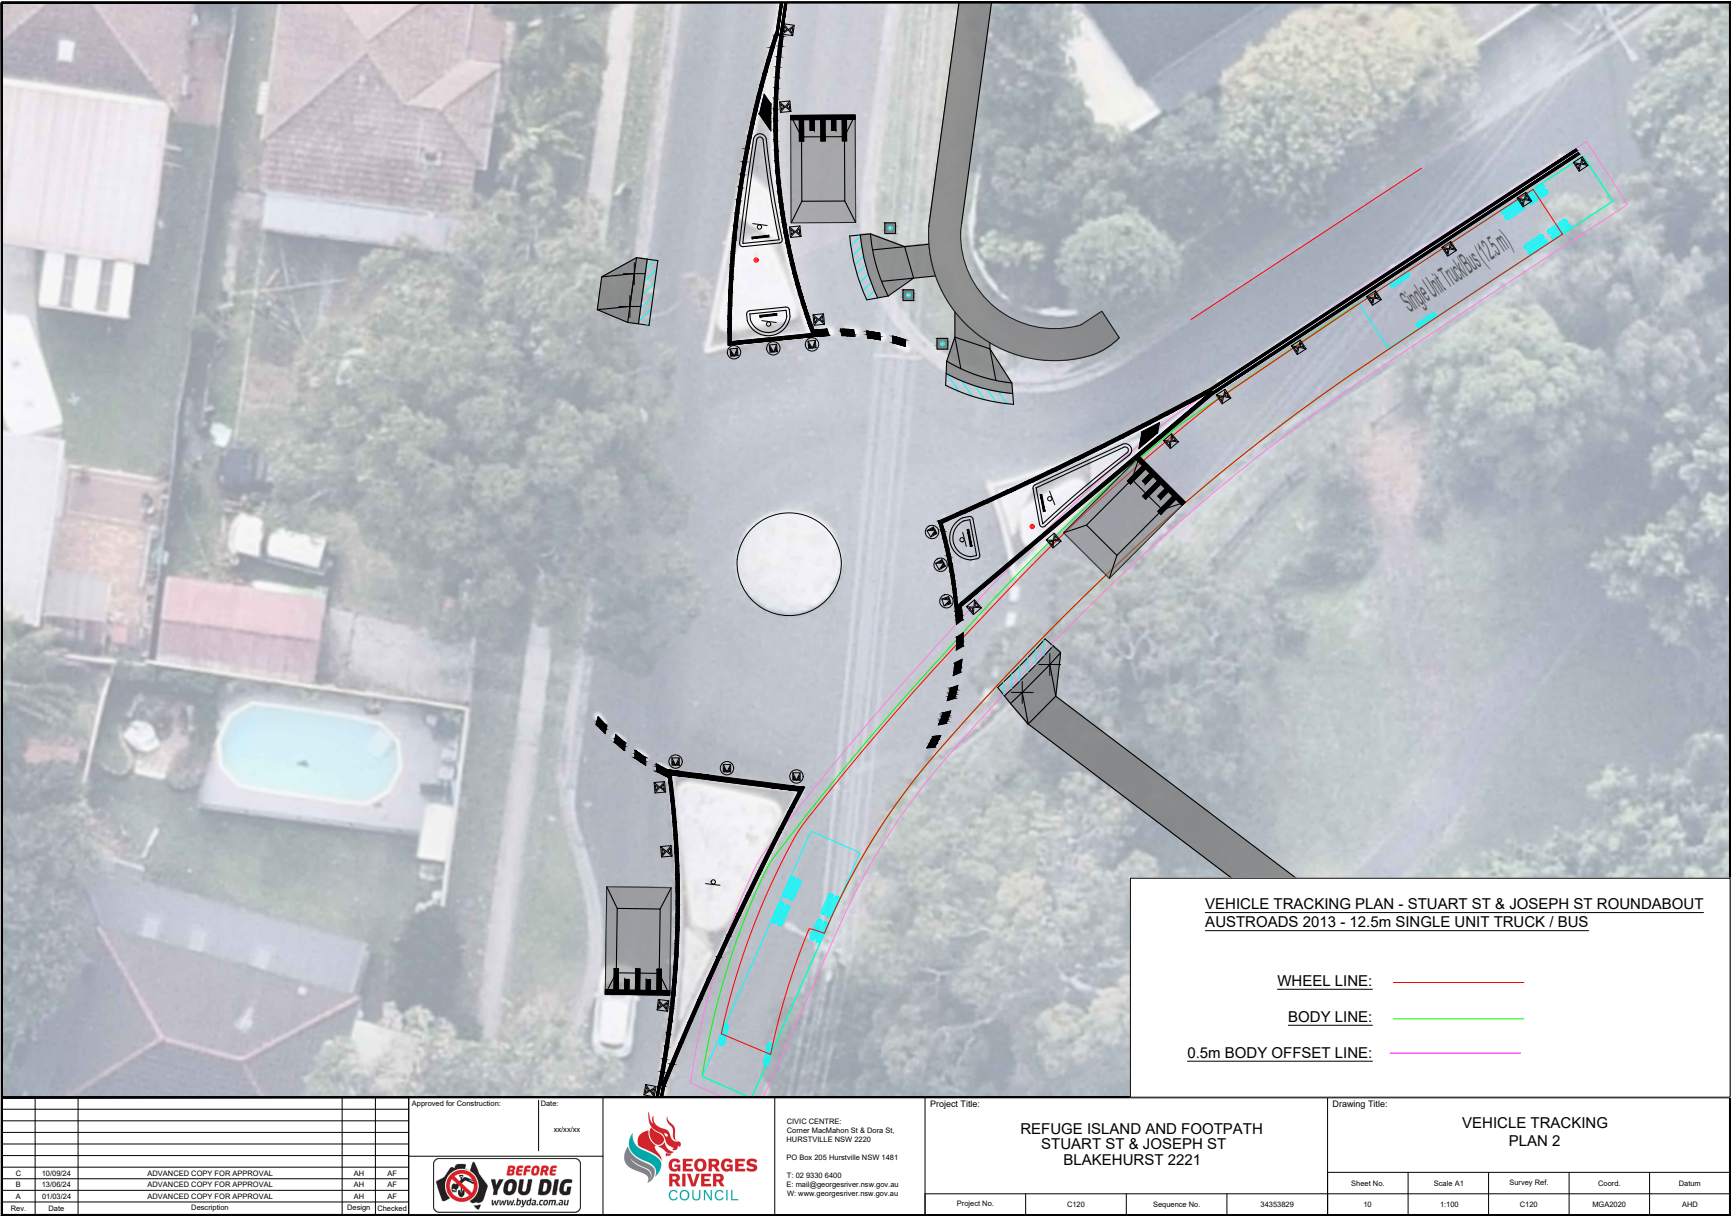 Single Unit Truck/Bus (12.5 m)
VEHICLE TRACKING PLAN - STUART ST & JOSEPH ST ROUNDABOUT
AUSTROADS 2013 - 12.5m SINGLE UNIT TRUCK / BUS
WHEEL LINE:
BODY LINE:
0.5m BODY OFFSET LINE:
C 10/09/24 ADVANCED COPY FOR APPROVAL AH AF
B 13/06/24 ADVANCED COPY FOR APPROVAL AH AF
A 01/03/24 ADVANCED COPY FOR APPROVAL AH AF
Rev. Date Description Design Checked
Approved for Construction:
Date:
xx/xx/xx
BEFORE
YOU DIG
www.byda.com.au
GEORGES
RIVER
COUNCIL
CIVIC CENTRE:
Corner MacMahon St & Dora St,
HURSTVILLE NSW 2220
PO Box 205 Hurstville NSW 1481
T: 02 9330 6400
E: mail@georgesriver.nsw.gov.au
W: www.georgesriver.nsw.gov.au
Project Title:
REFUGE ISLAND AND FOOTPATH
STUART ST & JOSEPH ST
BLAKEHURST 2221
Project No. C120 Sequence No. 34353829
Drawing Title:
VEHICLE TRACKING
PLAN 2
Sheet No. Scale A1 Survey Ref. Coord. Datum
10 1:100 C120 MGA2020 AHD